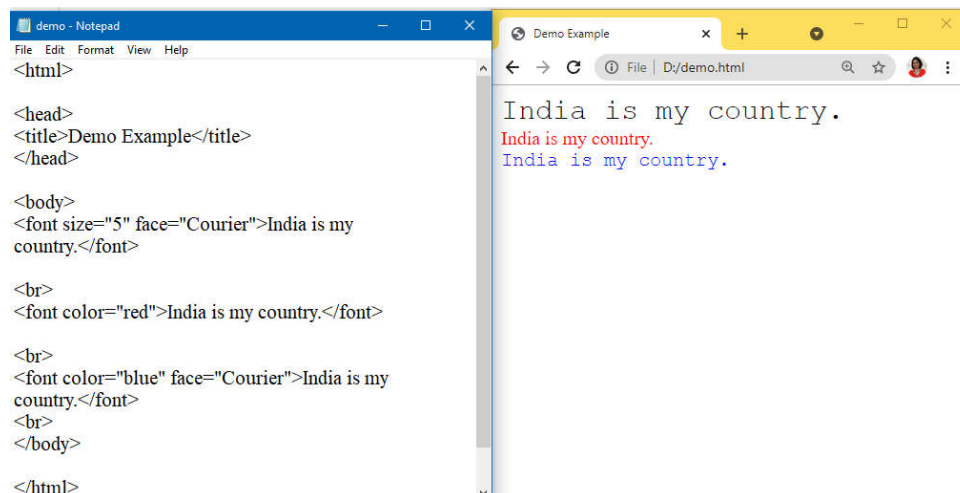 demo - Notepad
File Edit Format View Help
<html>
<head>
<title>Demo Example</title>
</head>
<body>
<font size="5" face="Courier">India is my
country.</font>
<br>
<font color="red">India is my country.</font>
<br>
<font color="blue" face="Courier">India is my
country.</font>
<br>
</body>
</html>
Demo Example
File | D:/demo.html
India is my country.
India is my country.
India is my country.